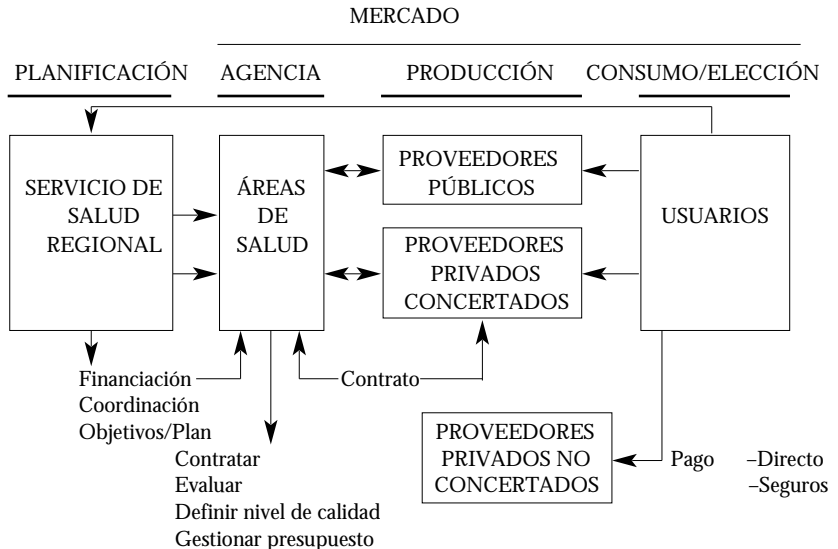 MERCADO
PLANIFICACIÓN
AGENCIA
PRODUCCIÓN
CONSUMO/ELECCIÓN
SERVICIO DE
SALUD
REGIONAL
ÁREAS
DE
SALUD
PROVEEDORES
PÚBLICOS
PROVEEDORES
PRIVADOS
CONCERTADOS
USUARIOS
Financiación
Coordinación
Objetivos/Plan
Contrato
Contratar
Evaluar
Definir nivel de calidad
Gestionar presupuesto
PROVEEDORES
PRIVADOS NO
CONCERTADOS
Pago –Directo
–Seguros